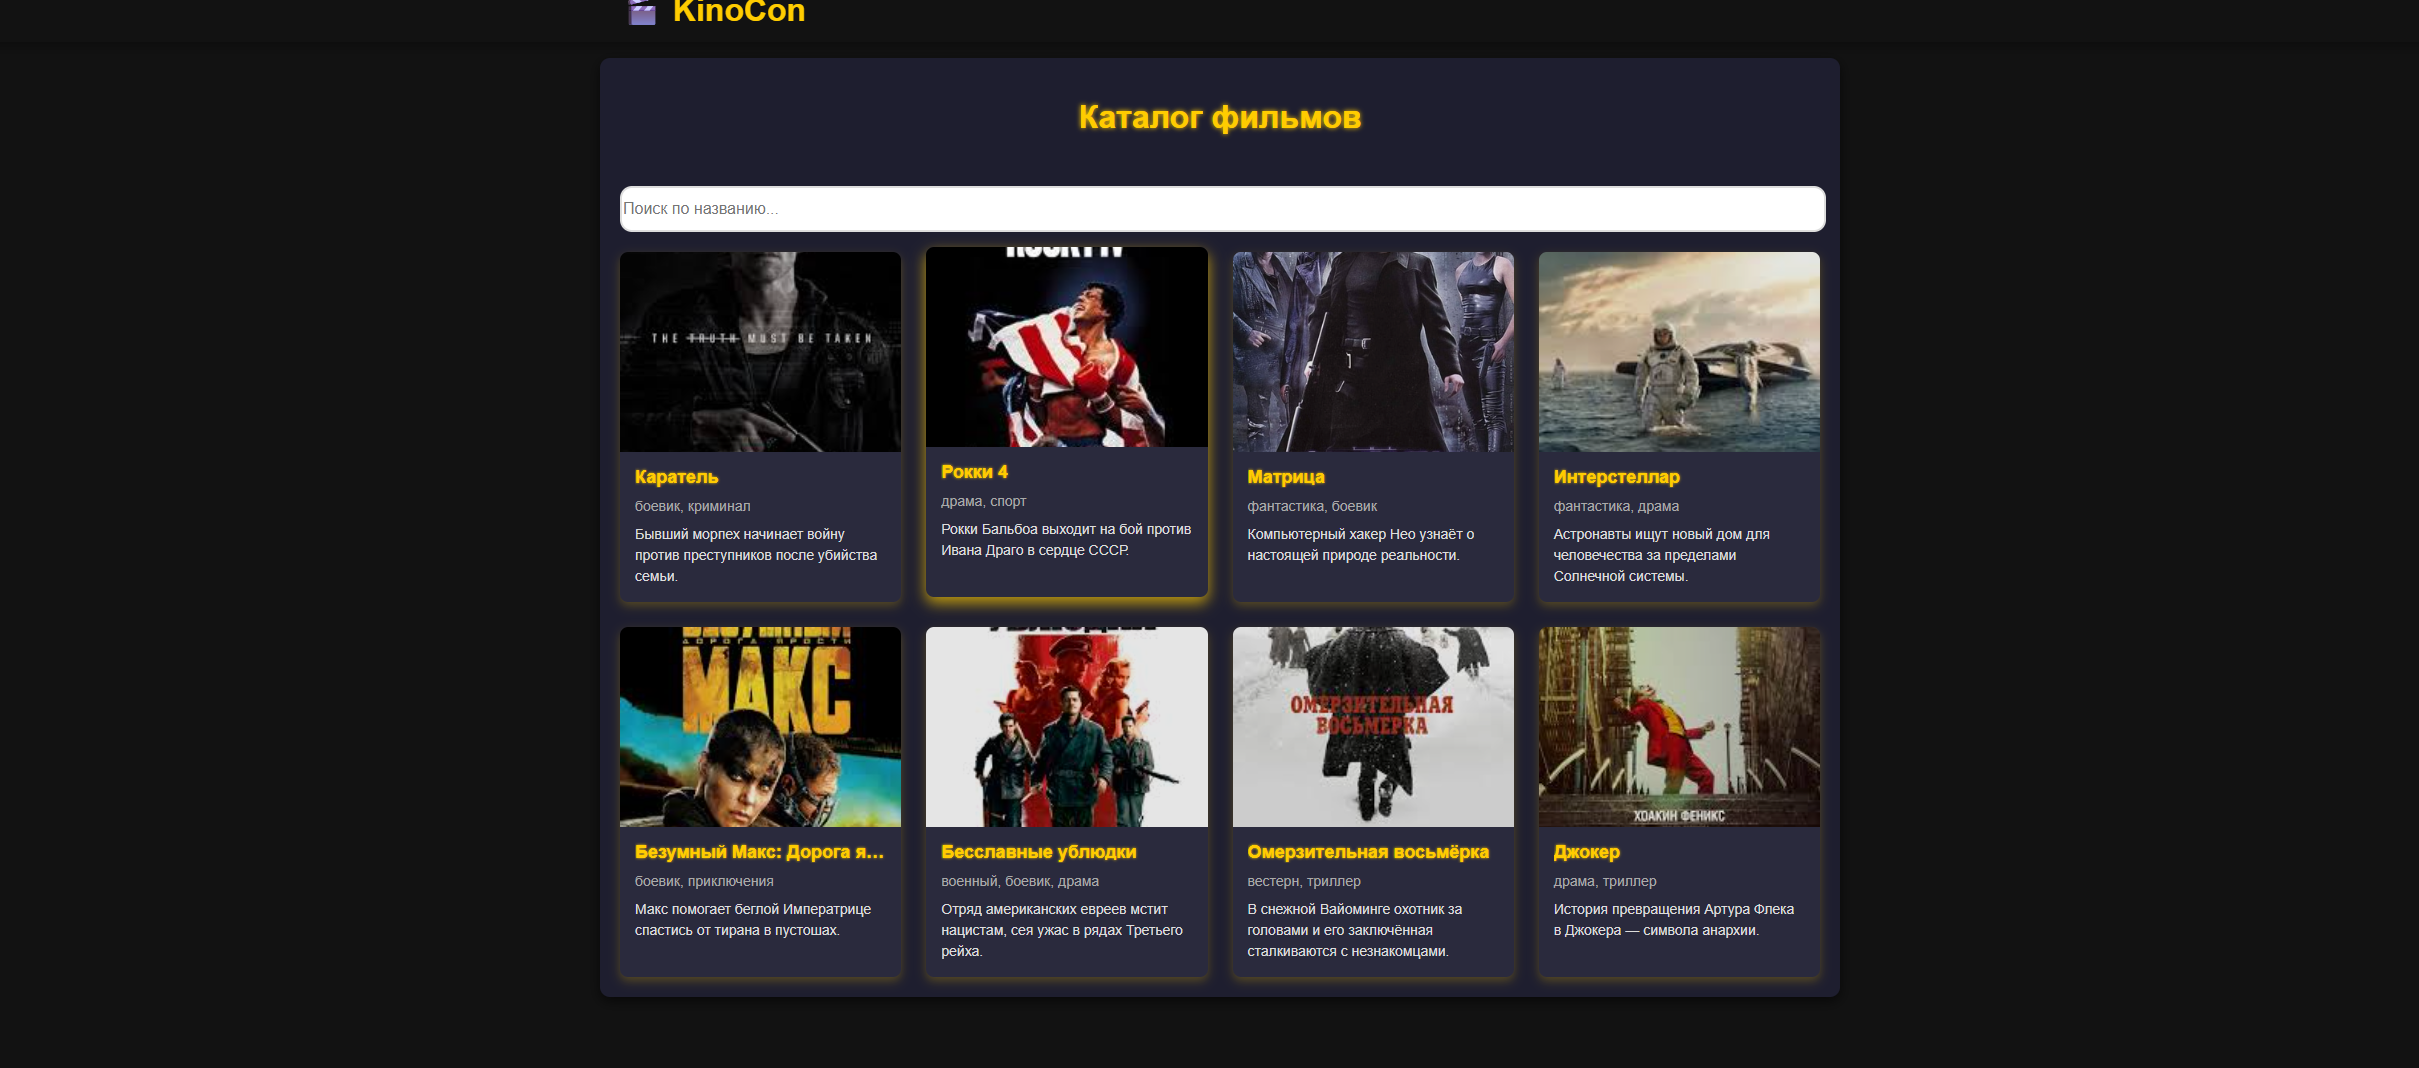 KinoCon
Каталог фильмов
Поиск по названию...
THE TRUTH MUST BE TAKEN
Каратель
боевик, криминал
Бывший морпех начинает войну
против преступников после убийства
семьи.
ROCKY IV
Рокки 4
драма, спорт
Рокки Бальбоа выходит на бой против
Ивана Драго в сердце СССР.
Матрица
фантастика, боевик
Компьютерный хакер Нео узнаёт о
настоящей природе реальности.
Интерстеллар
фантастика, драма
Астронавты ищут новый дом для
человечества за пределами
Солнечной системы.
БЕЗУМНЫЙ
ДОРОГА ЯРОСТИ
МАКС
Безумный Макс: Дорога я...
боевик, приключения
Макс помогает беглой Императрице
спастись от тирана в пустошах.
Бесславные ублюдки
военный, боевик, драма
Отряд американских евреев мстит
нацистам, сея ужас в рядах Третьего
рейха.
ОМЕРЗИТЕЛЬНАЯ
ВОСЬМЕРКА
Омерзительная восьмёрка
вестерн, триллер
В снежной Вайоминге охотник за
головами и его заключённая
сталкиваются с незнакомцами.
ХОАКИН ФЕНИКС
Джокер
драма, триллер
История превращения Артура Флека
в Джокера — символа анархии.